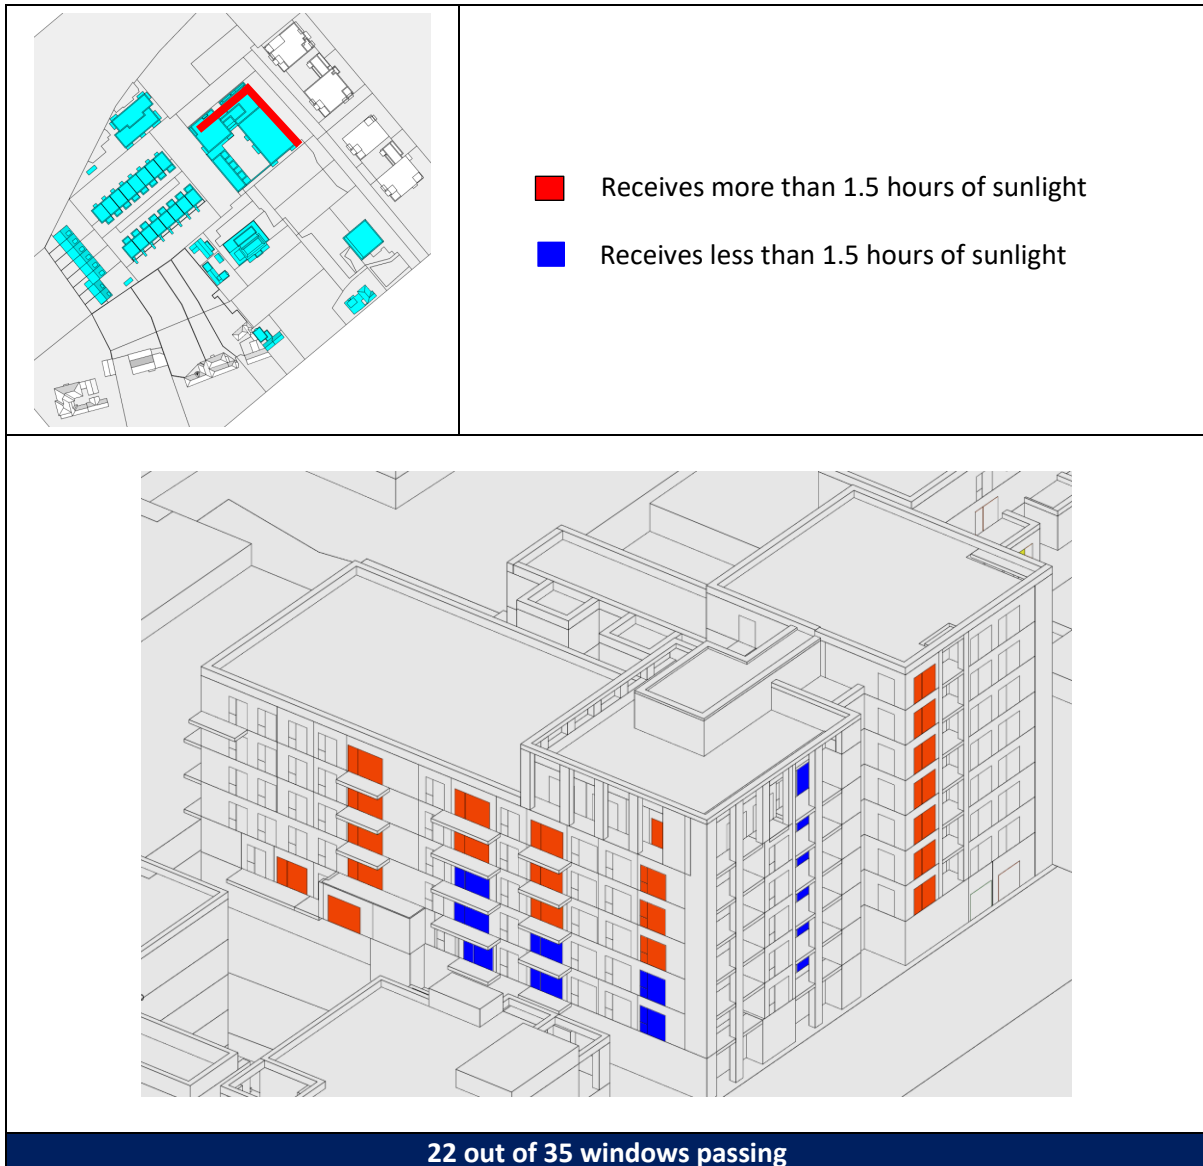 Receives more than 1.5 hours of sunlight
Receives less than 1.5 hours of sunlight
22 out of 35 windows passing